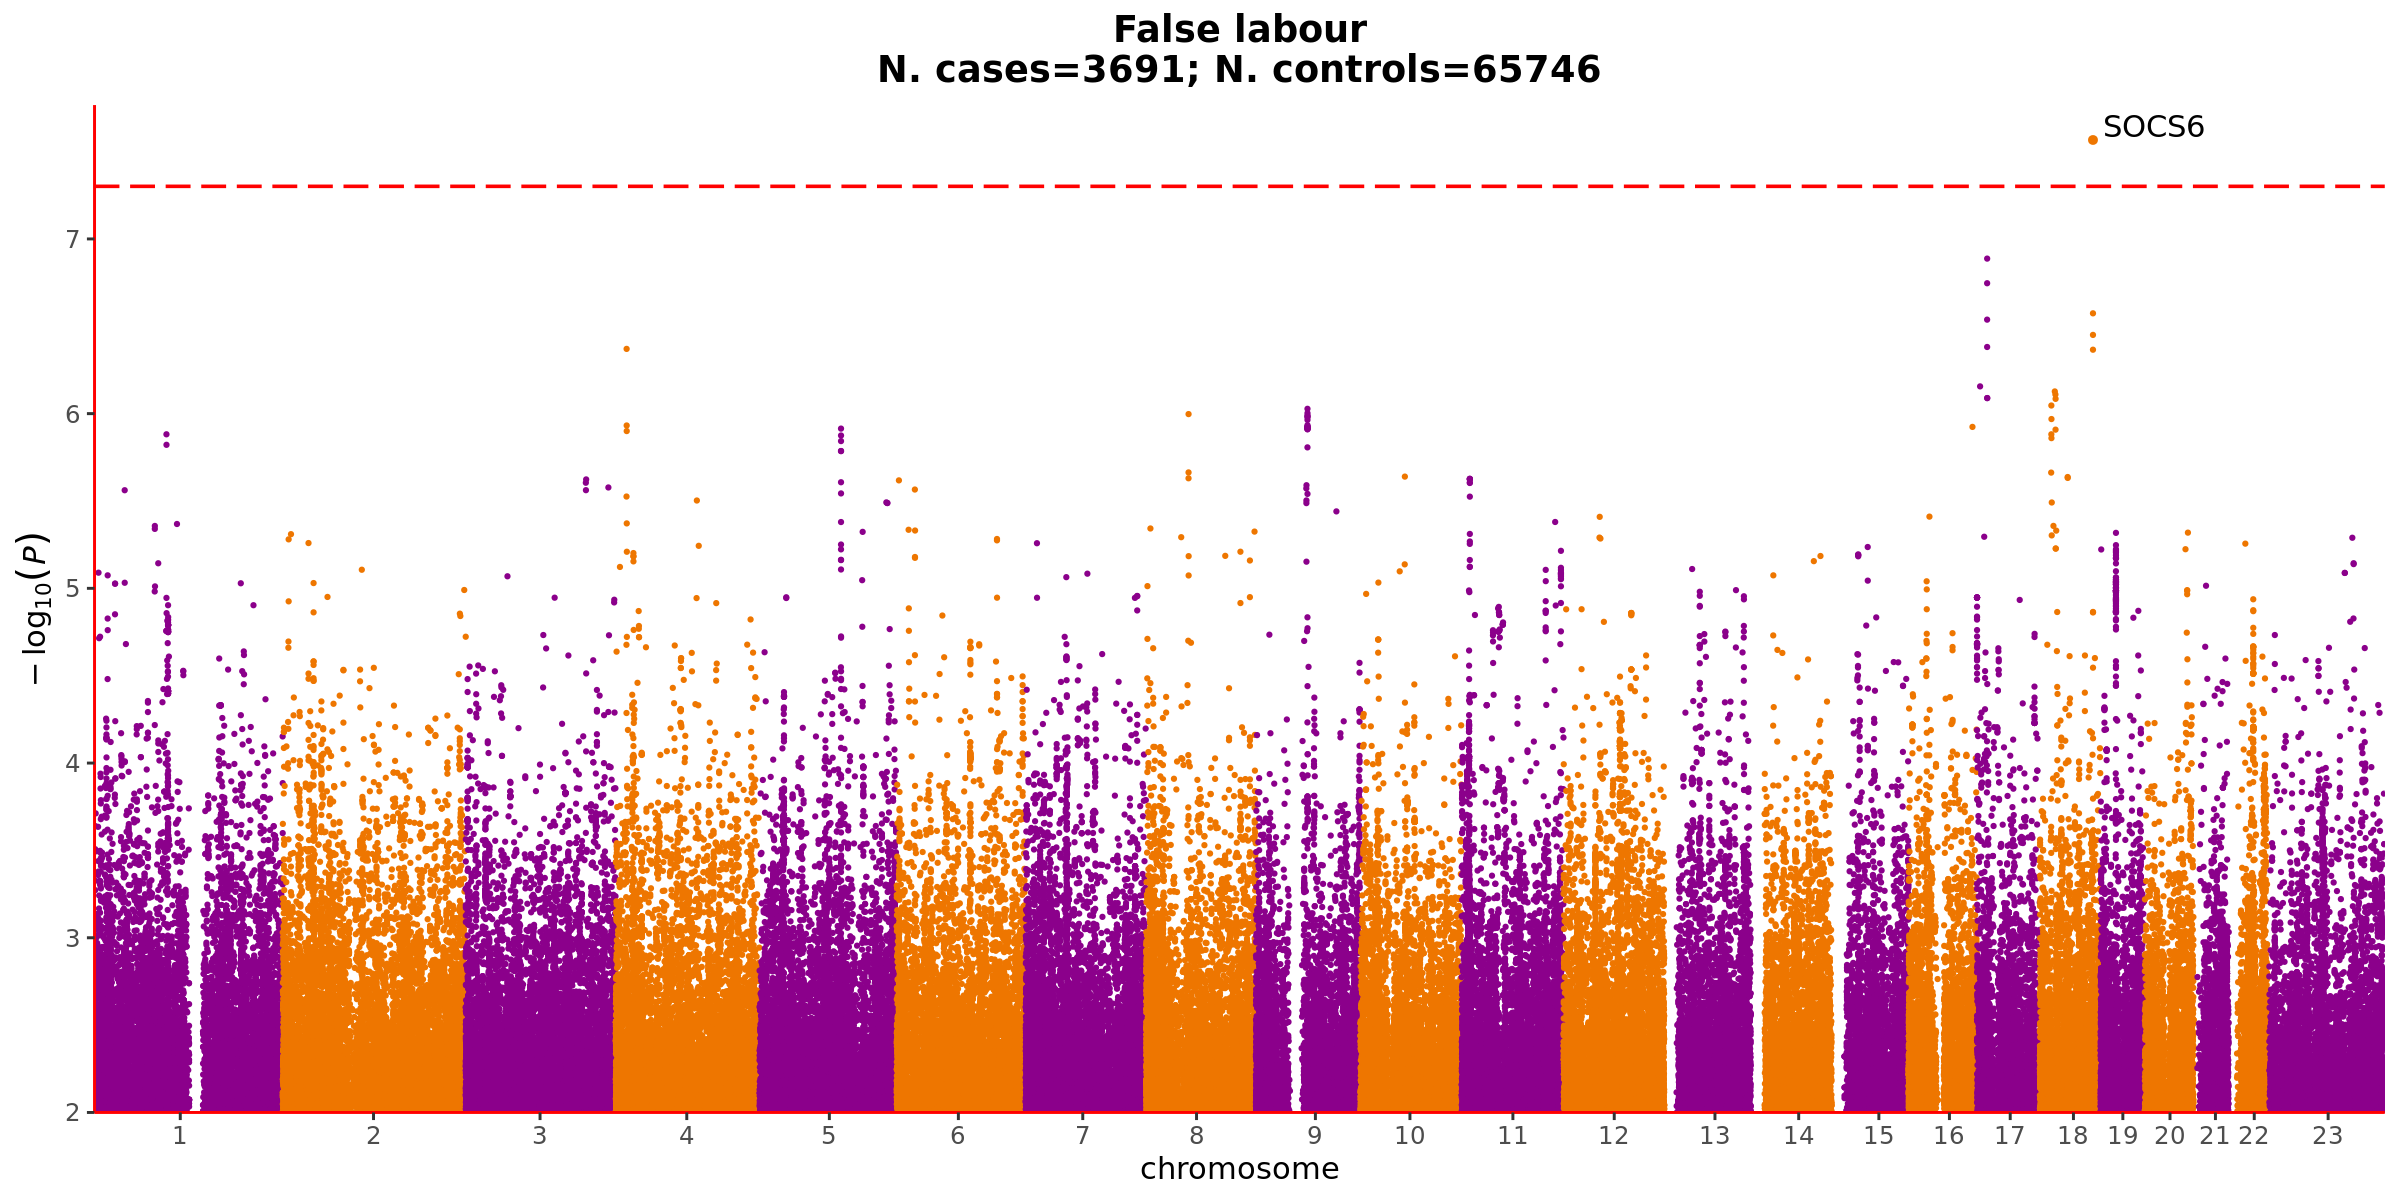 False labour
N. cases=3691; N. controls=65746
SOCS6
7
6
5
4
3
2
− log10(P)
1 2 3 4 5 6 7 8 9 10 11 12 13 14 15 16 17 18 19 20 21 22 23
chromosome